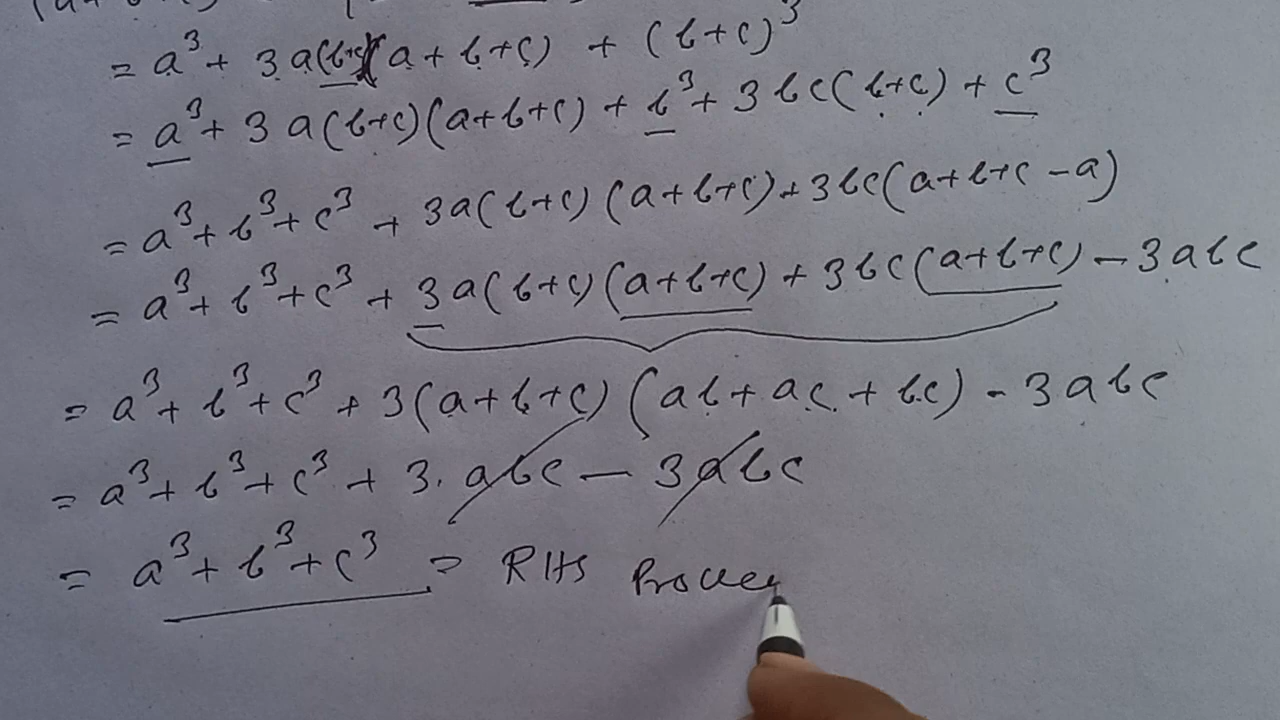 = a³ + 3a(b+c)(a+b+c) + (b+c)³
= a³ + 3a(b+c)(a+b+c) + b³ + 3bc(b+c) + c³
= a³ + b³ + c³ + 3a(b+c)(a+b+c) + 3bc(a+b+c-a)
= a³ + b³ + c³ + 3a(b+c)(a+b+c) + 3bc(a+b+c) - 3abc
= a³ + b³ + c³ + 3(a+b+c)(ab+ac+bc) - 3abc
= a³ + b³ + c³ + 3.abc - 3abc
= a³ + b³ + c³ = RHS Prove